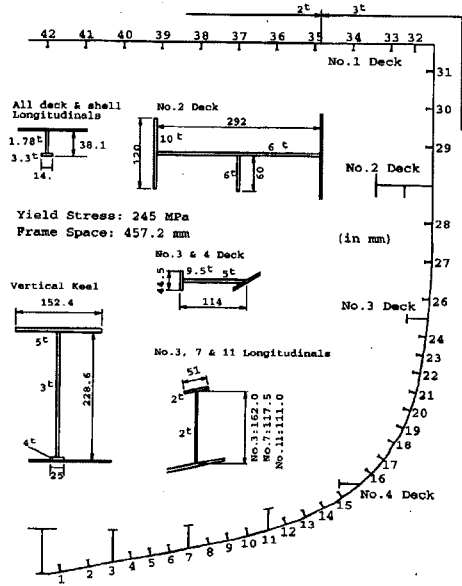 2t 3t
42 41 40 39 38 37 36 35 34 33 32
No.1 Deck
31
30
29
28
27
26
25
24
23
22
21
20
19
18
17
16
15
14
13
12
11
10
9
8
7
6
5
4
3
2
1
All deck & shell
Longitudinals
1.78t
38.1
3.3t
14.
No.2 Deck
292
120
10t
6 t
6t
60
No.2 Deck
Yield Stress: 245 MPa
Frame Space: 457.2 mm
(in mm)
No.3 & 4 Deck
44.5
9.5t
5t
114
No.3 Deck
Vertical Keel
152.4
5t
3t
228.6
4t
25
No.3, 7 & 11 Longitudinals
51
2t
2t
No.3:162.0
No.7:117.5
No.11:111.0
No.4 Deck